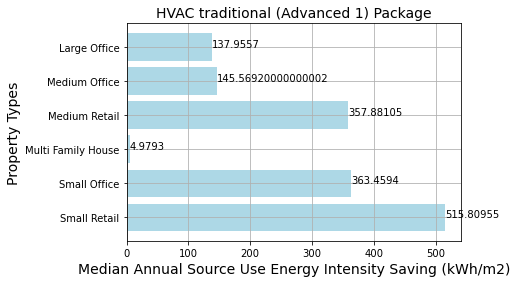 HVAC traditional (Advanced 1) Package
Property Types
Large Office
137.9557
Medium Office
145.56920000000002
Medium Retail
357.88105
Multi Family House
4.9793
Small Office
363.4594
Small Retail
515.80955
0 100 200 300 400 500
Median Annual Source Use Energy Intensity Saving (kWh/m2)